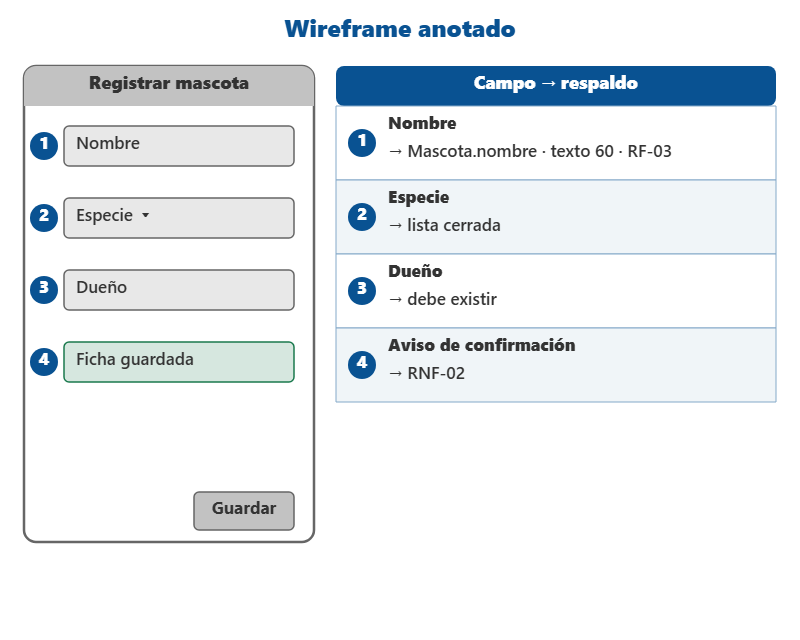 Wireframe anotado
Registrar mascota
1 Nombre
2 Especie ▾
3 Dueño
4 Ficha guardada
Guardar
Campo → respaldo
1 Nombre
→ Mascota.nombre · texto 60 · RF-03
2 Especie
→ lista cerrada
3 Dueño
→ debe existir
4 Aviso de confirmación
→ RNF-02